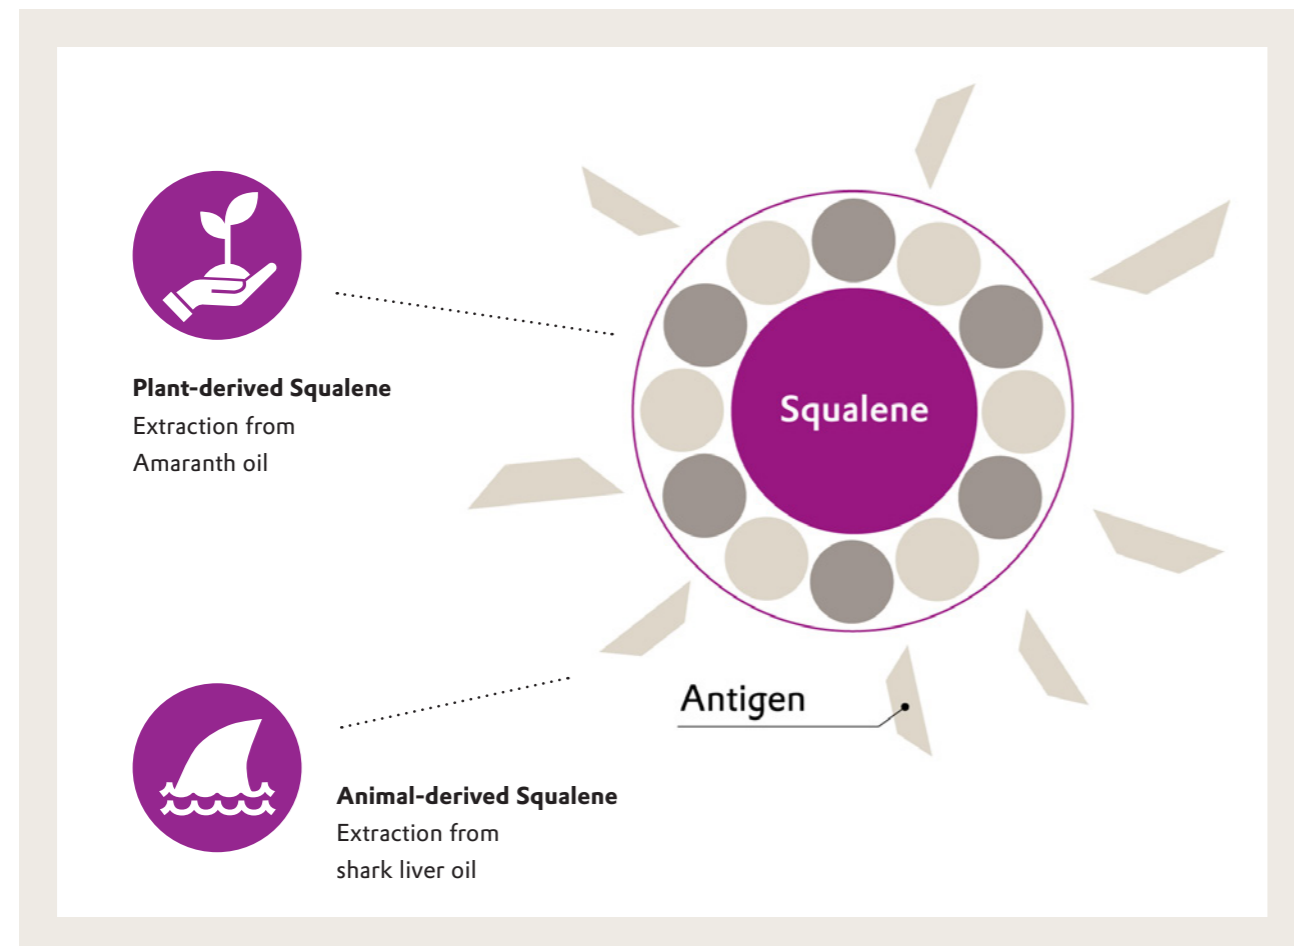 Plant-derived Squalene
Extraction from
Amaranth oil
Squalene
Antigen
Animal-derived Squalene
Extraction from
shark liver oil